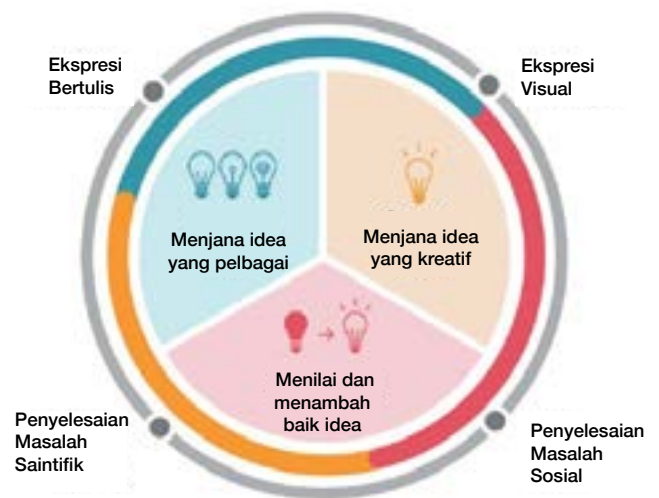 Ekspresi
Bertulis
Ekspresi
Visual
Menjana idea
yang pelbagai
Menjana idea
yang kreatif
Menilai dan
menambah
baik idea
Penyelesaian
Masalah
Saintifik
Penyelesaian
Masalah
Sosial